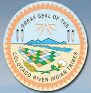 GREAT SEAL OF THE
COLORADO RIVER INDIAN TRIBES